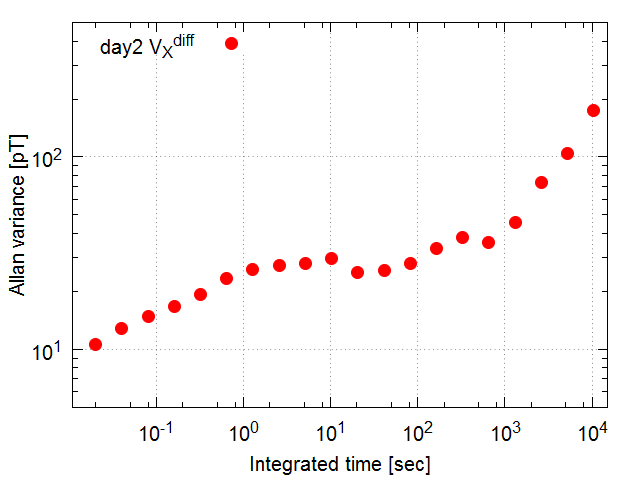 day2 V_X^diff
Allan variance [pT]
10^2
10^1
10^-1 10^0 10^1 10^2 10^3 10^4
Integrated time [sec]